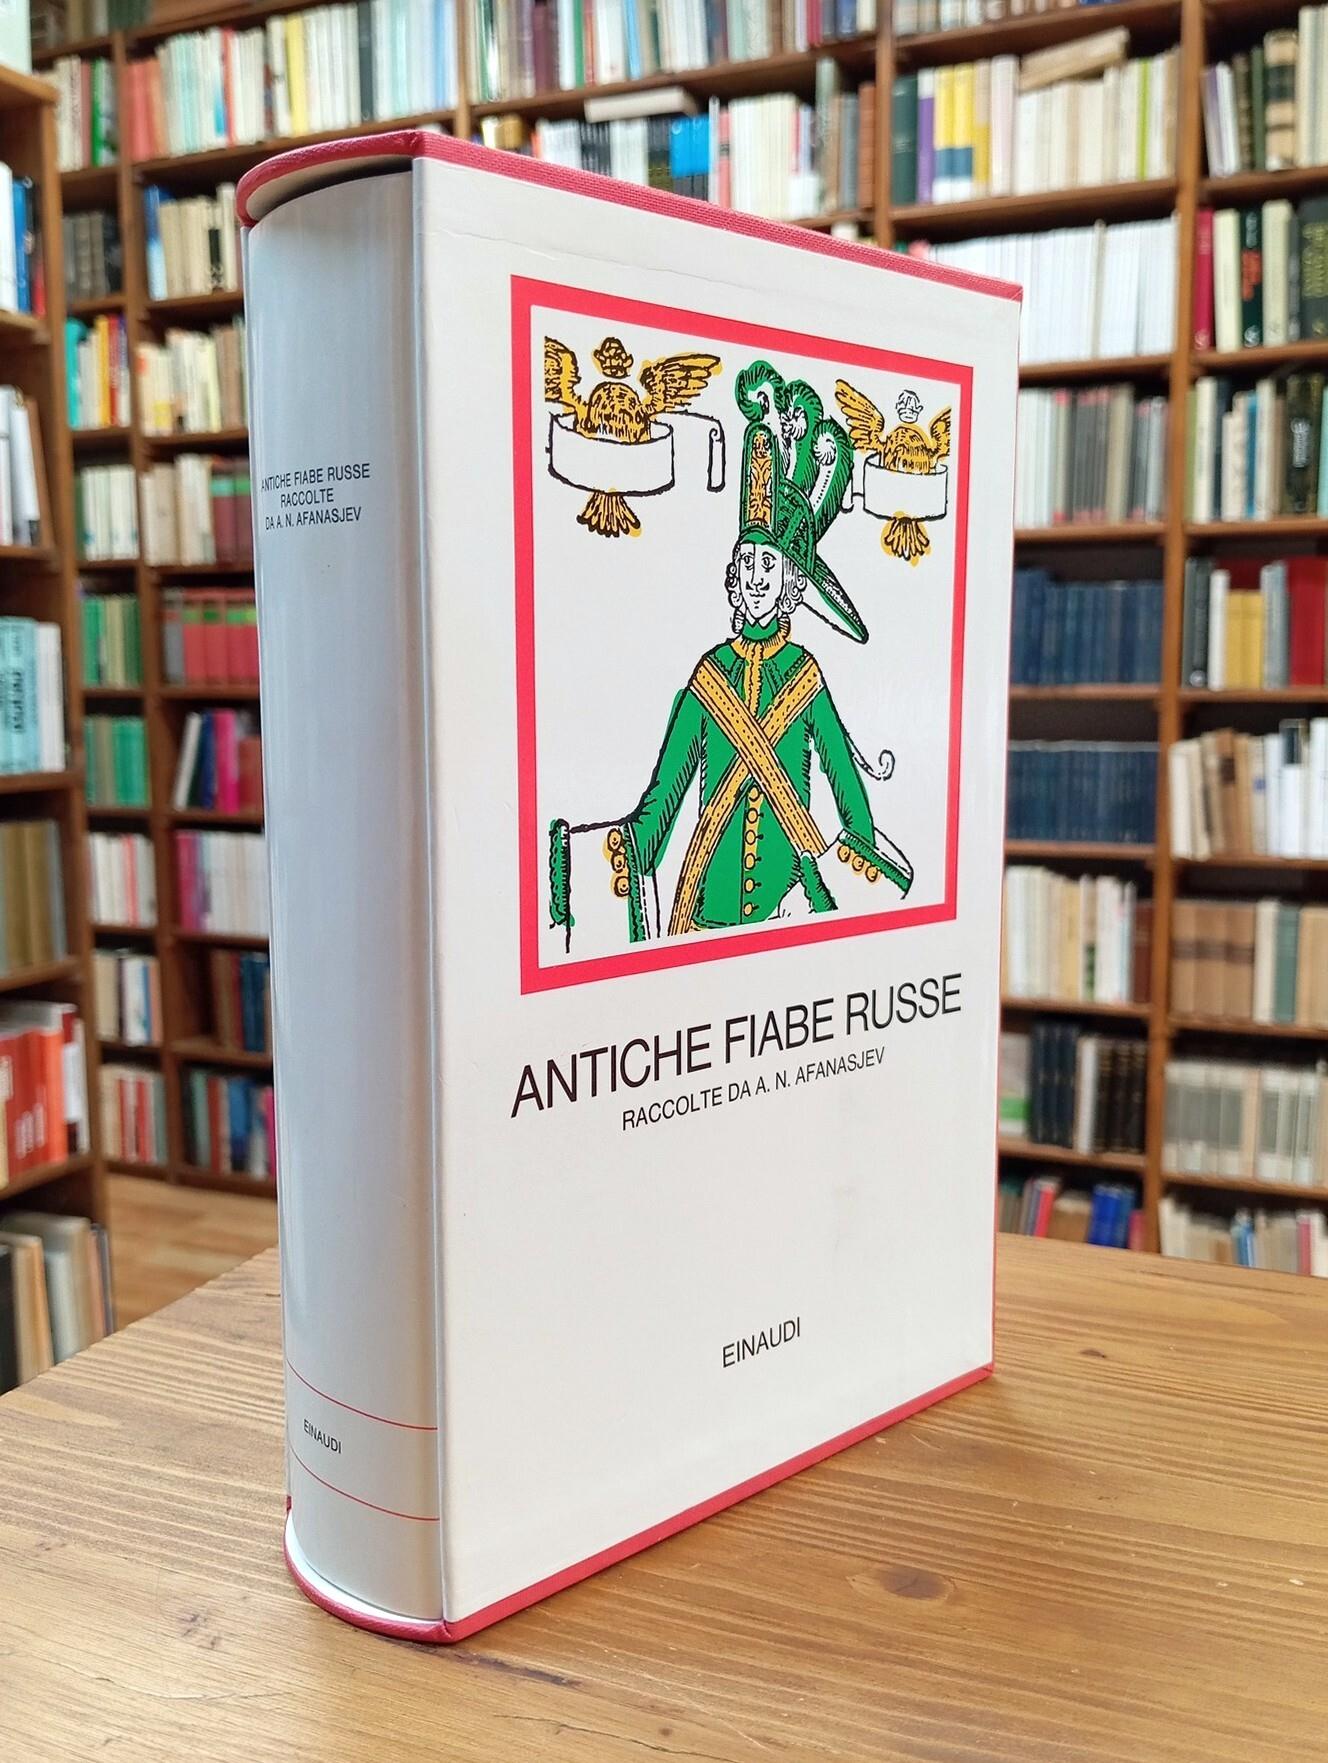 ANTICHE FIABE RUSSE
RACCOLTE
DA A. N. AFANASJEV
EINAUDI
ANTICHE FIABE RUSSE
RACCOLTE DA A. N. AFANASJEV
EINAUDI